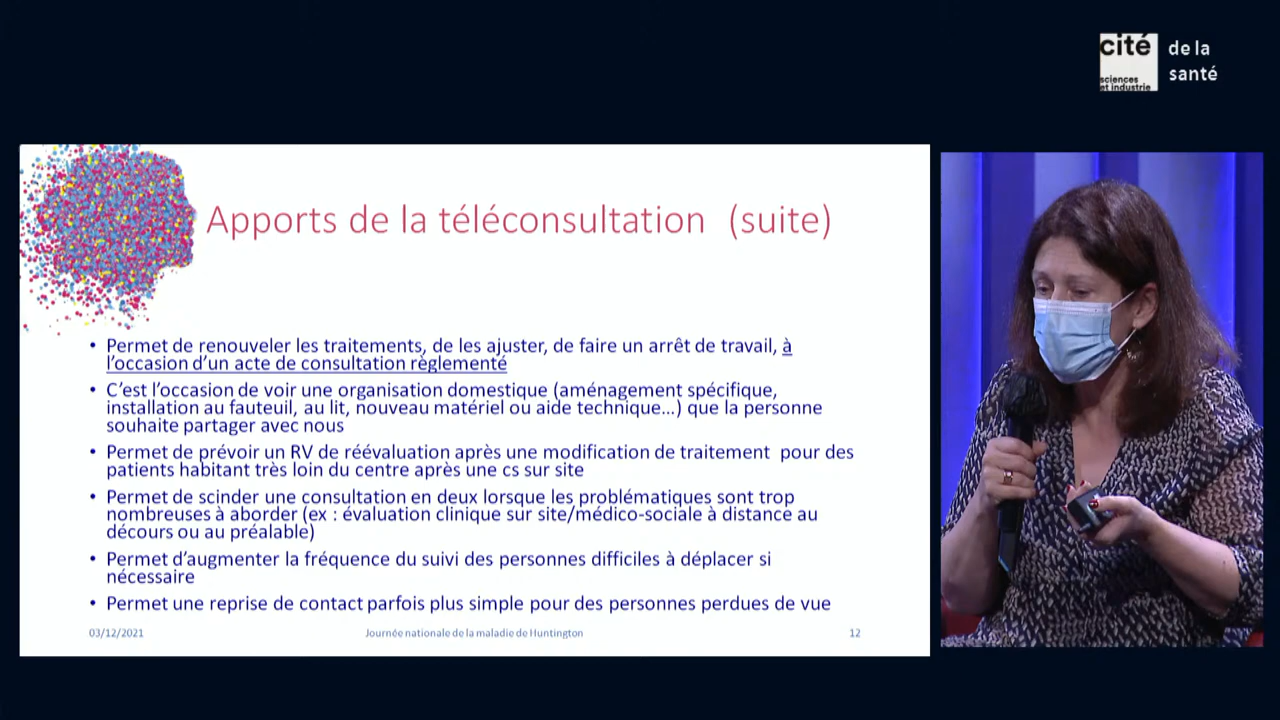 cité
sciences
et industrie
de la
santé
Apports de la téléconsultation (suite)
• Permet de renouveler les traitements, de les ajuster, de faire un arrêt de travail, à
l'occasion d'un acte de consultation règlementé
• C'est l'occasion de voir une organisation domestique (aménagement spécifique,
installation au fauteuil, au lit, nouveau matériel ou aide technique...) que la personne
souhaite partager avec nous
• Permet de prévoir un RV de réévaluation après une modification de traitement pour des
patients habitant très loin du centre après une cs sur site
• Permet de scinder une consultation en deux lorsque les problématiques sont trop
nombreuses à aborder (ex : évaluation clinique sur site/médico-sociale à distance au
décours ou au préalable)
• Permet d'augmenter la fréquence du suivi des personnes difficiles à déplacer si
nécessaire
• Permet une reprise de contact parfois plus simple pour des personnes perdues de vue
03/12/2021
Journée nationale de la maladie de Huntington
12